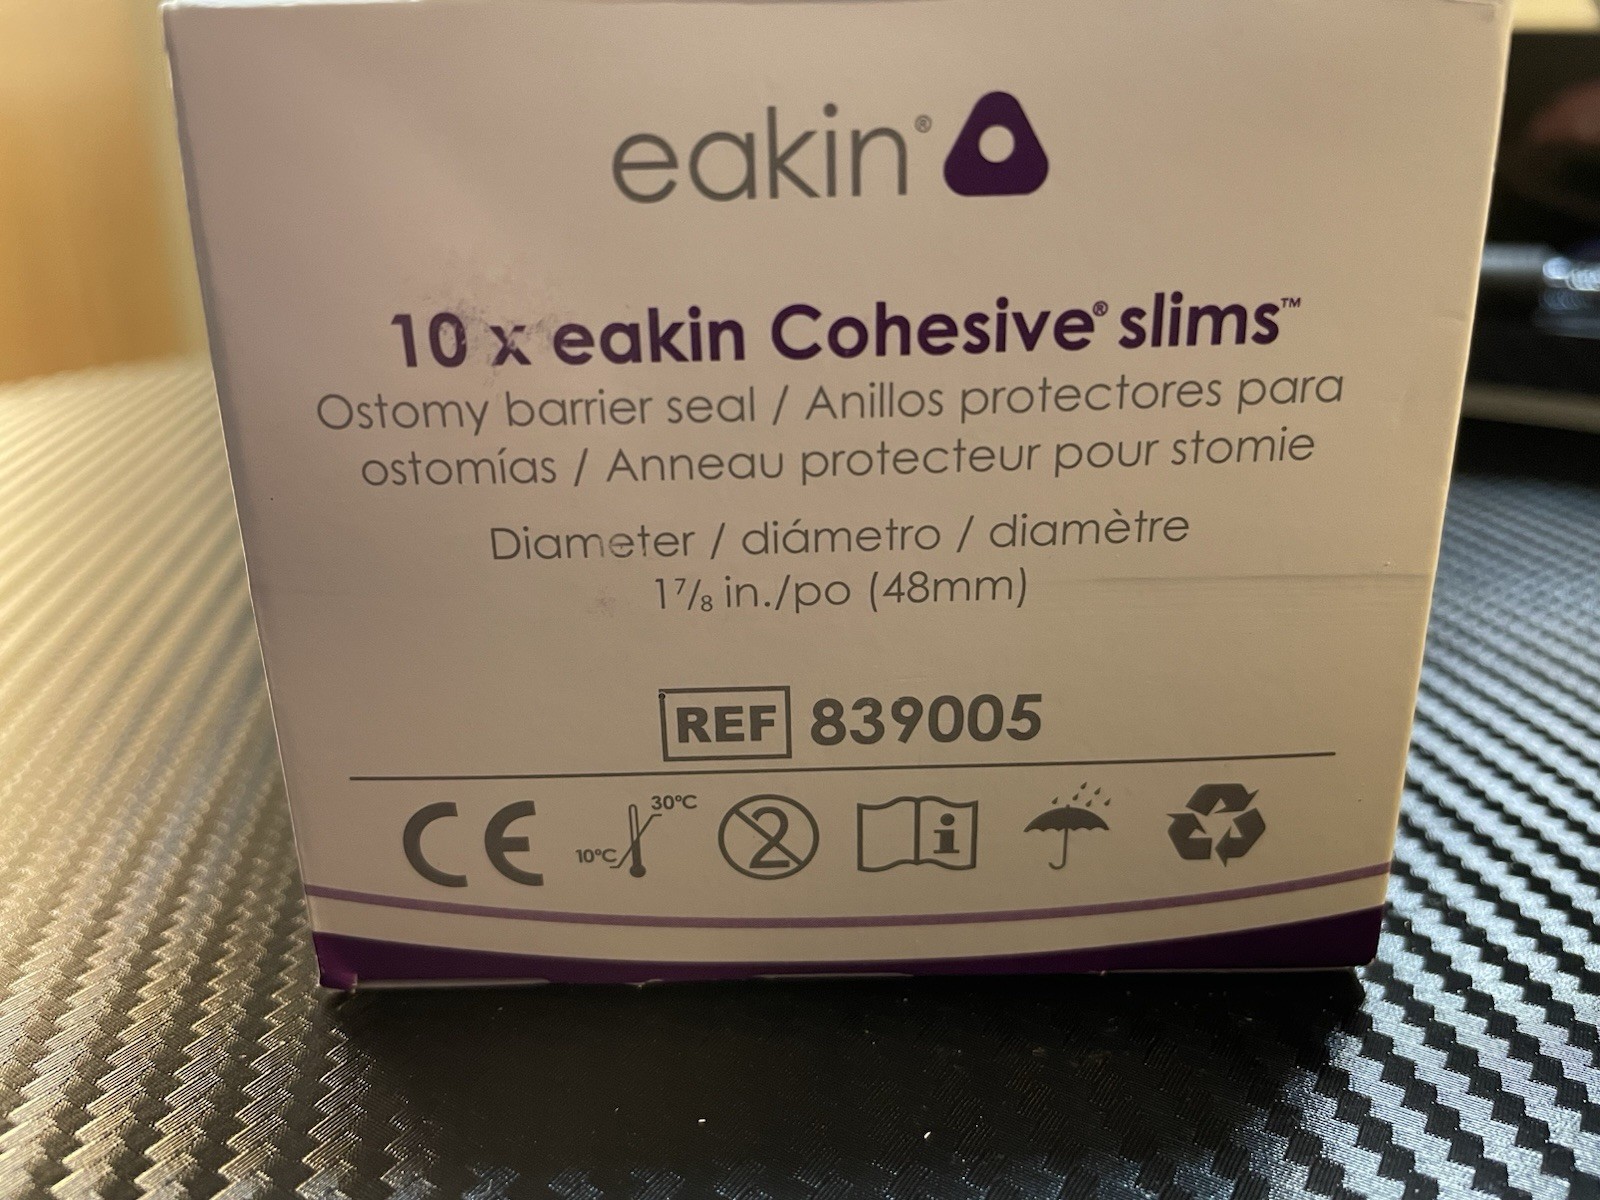 eakin®
10 x eakin Cohesive® slims™
Ostomy barrier seal / Anillos protectores para
ostomías / Anneau protecteur pour stomie
Diameter / diámetro / diamètre
1⅞ in./po (48mm)
REF 839005
CE 10°C 30°C 2 i